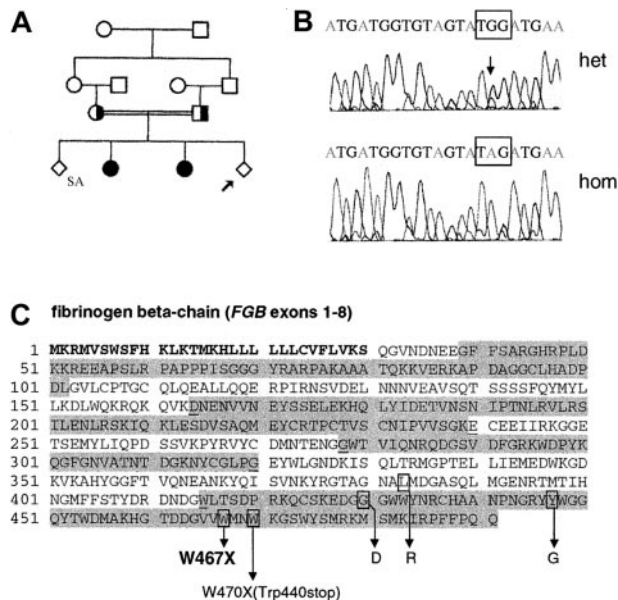 A
SA
B
ATGATGGTGTAGTATGGATGAA
het
ATGATGGTGTAGTATAGATGAA
hom
C fibrinogen beta-chain (FGB exons 1-8)
1 MKRMVSWSFH KLKTMKHLLL LLLCVFLVKS QGVNDNEEGF FSARGHRPLD
51 KKREEAPSLR PAPPPISGGG YRARPAKAAA TQKKVERKAP DAGGCLHADP
101 DLGVLCPTGC QLQEALLQQE RPIRNSVDEL NNNVEAVSQT SSSSFQYMYL
151 LKDLWQKRQK QVKDNENVVN EYSSELEKHQ LYIDETVNSN IPTNLRVLRS
201 ILENLRSKIQ KLESDVSAQM EYCRTPCTVS CNIPVVSGKE CEEIIRKGGE
251 TSEMYLIQPD SSVKPYRVYC DMNTENGGWT VIQNRQDGSV DFGRKWDPYK
301 QGFGNVATNT DGKNYCGLPG EYWLGNDKIS QLTRMGPTEL LIEMEDWKGD
351 KVKAHYGGFT VQNEANKYQI SVNKYRGTAG NALMDGASQL MGENRTMTIH
401 NGMFFSTYDR DNDGWLTSDP RKQCSKEDGG GWWYNRCHAA NPNGRYYWGG
451 QYTWDMAKHG TDDGVVWMNW KGSWYSMRKM SMKIRPFFPQ Q
W467X D R G
W470X(Trp440stop)